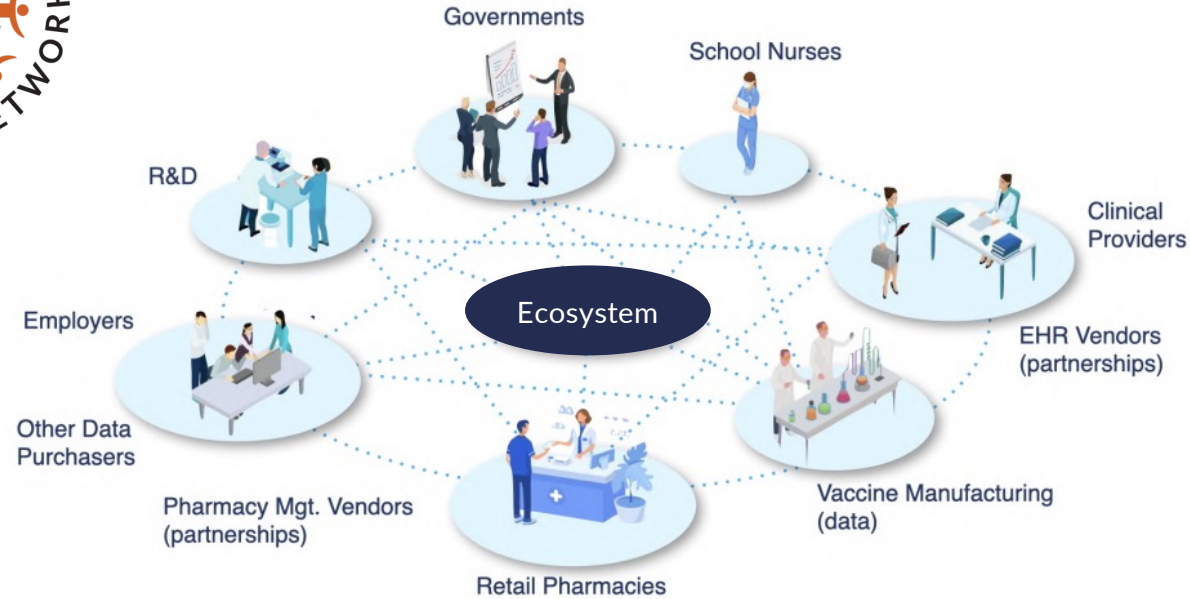 Governments
School Nurses
R&D
Clinical
Providers
Ecosystem
Employers
EHR Vendors
(partnerships)
Other Data
Purchasers
Pharmacy Mgt. Vendors
(partnerships)
Vaccine Manufacturing
(data)
Retail Pharmacies